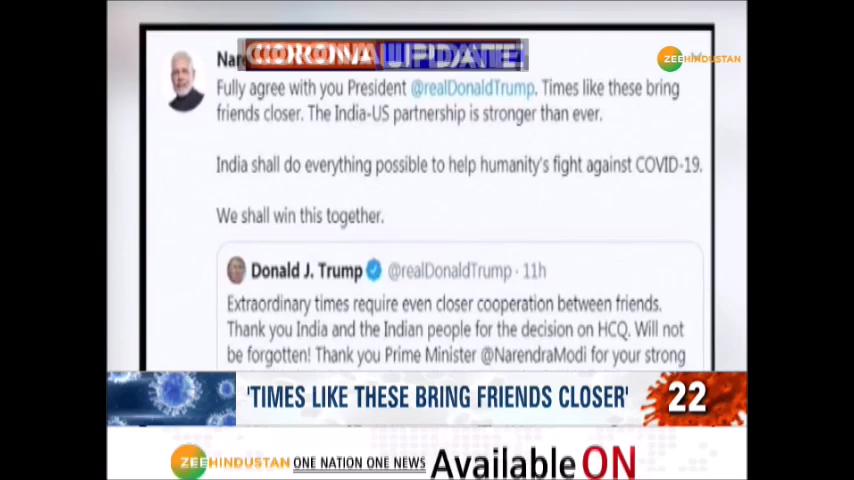 CORONA UPDATE
ZEEHINDUSTAN
Fully agree with you President @realDonaldTrump. Times like these bring
friends closer. The India-US partnership is stronger than ever.
India shall do everything possible to help humanity's fight against COVID-19.
We shall win this together.
Donald J. Trump @realDonaldTrump · 11h
Extraordinary times require even closer cooperation between friends.
Thank you India and the Indian people for the decision on HCQ. Will not
be forgotten! Thank you Prime Minister @NarendraModi for your strong
'TIMES LIKE THESE BRING FRIENDS CLOSER'
22
ZEEHINDUSTAN ONE NATION ONE NEWS Available ON